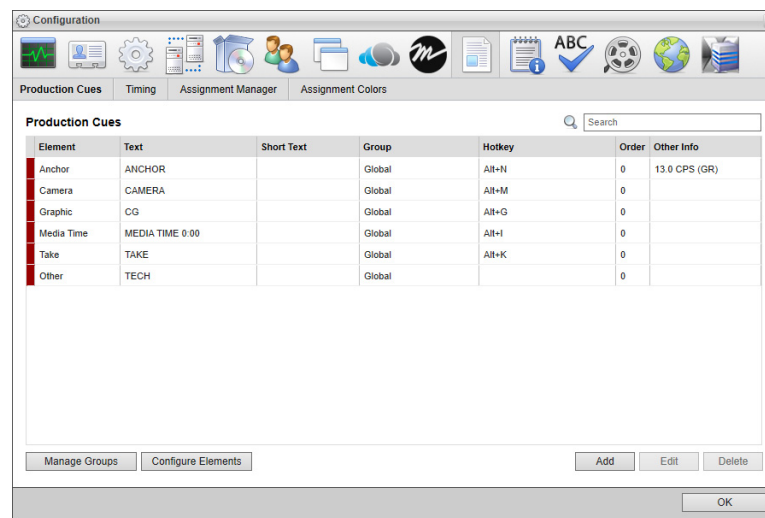 Configuration
ABC
Production Cues Timing Assignment Manager Assignment Colors
Production Cues Search
Element Text Short Text Group Hotkey Order Other Info
Anchor ANCHOR Global Alt+N 0 13.0 CPS (GR)
Camera CAMERA Global Alt+M 0
Graphic CG Global Alt+G 0
Media Time MEDIA TIME 0:00 Global Alt+I 0
Take TAKE Global Alt+K 0
Other TECH Global 0
Manage Groups Configure Elements Add Edit Delete
OK